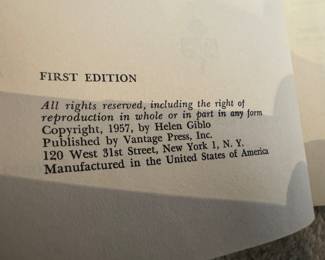 FIRST EDITION
All rights reserved, including the right of
reproduction in whole or in part in any form
Copyright, 1957, by Helen Giblo
Published by Vantage Press, Inc.
120 West 31st Street, New York 1, N. Y.
Manufactured in the United States of America